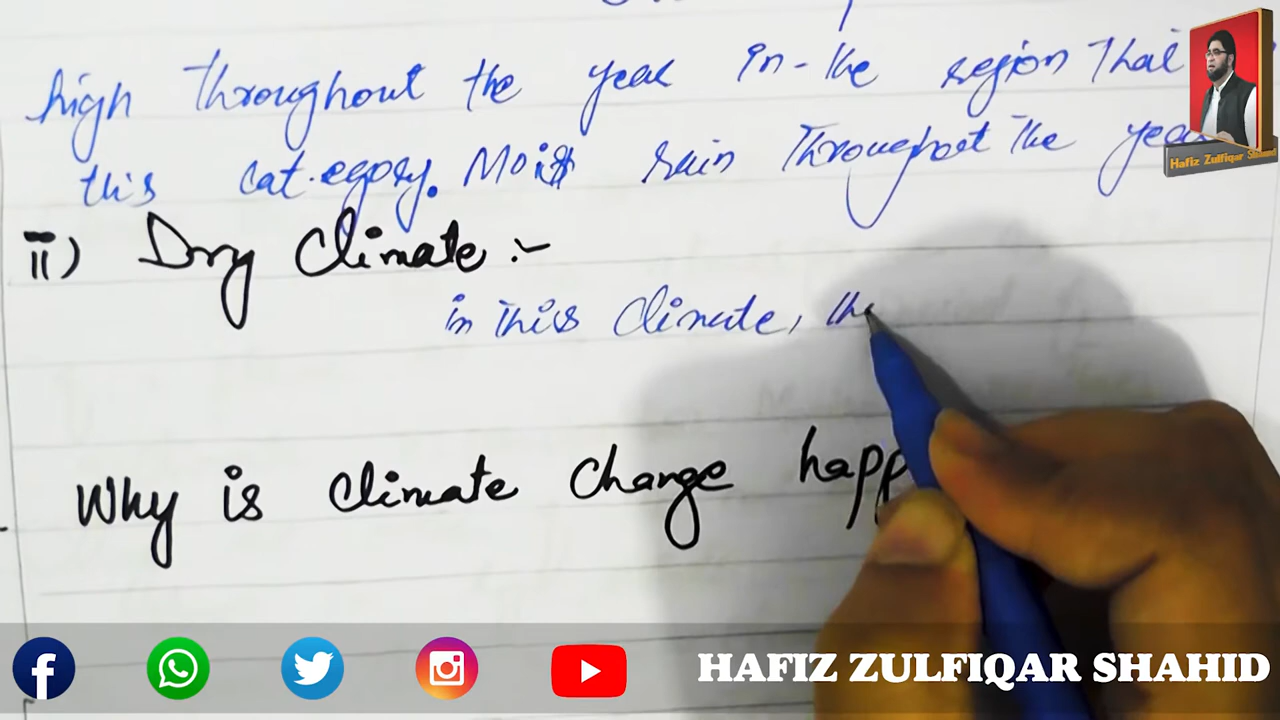 high throughout the year in-the region that
this category. Moist rain throughout the year
Hafiz Zulfiqar Shahid
ii) Dry Climate :-
in this Climate, the
Why is climate change happ
HAFIZ ZULFIQAR SHAHID